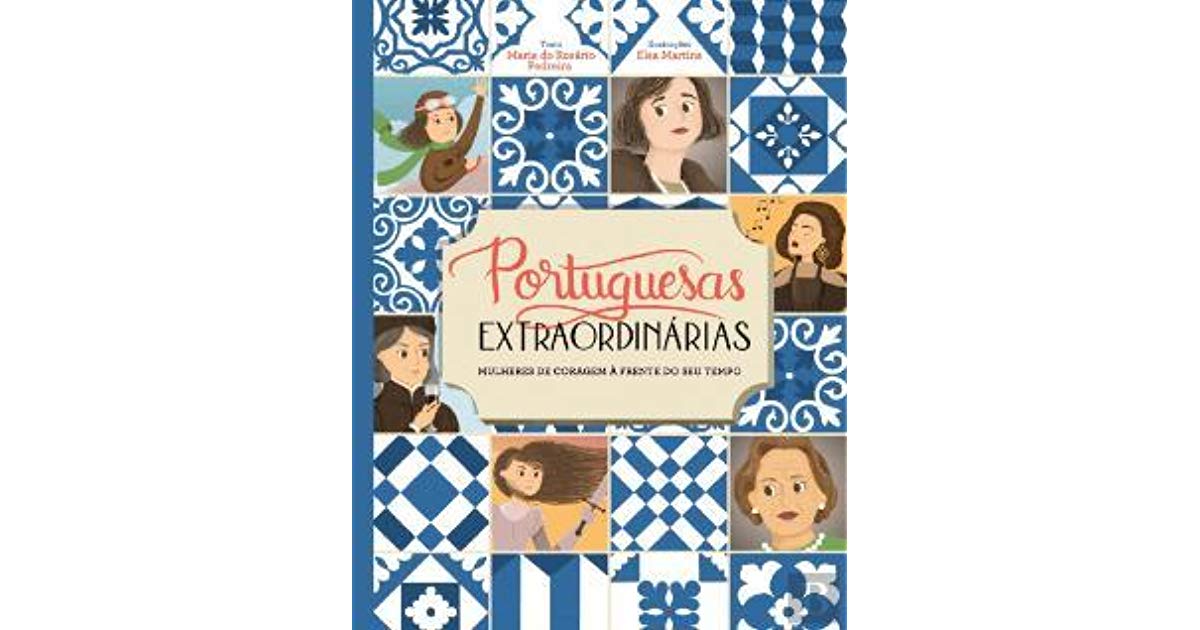 Texto
Maria do Rosário
Pedreira
Ilustrações
Elsa Martins
Portuguesas
EXTRAORDINÁRIAS
MULHERES DE CORAGEM À FRENTE DO SEU TEMPO
B